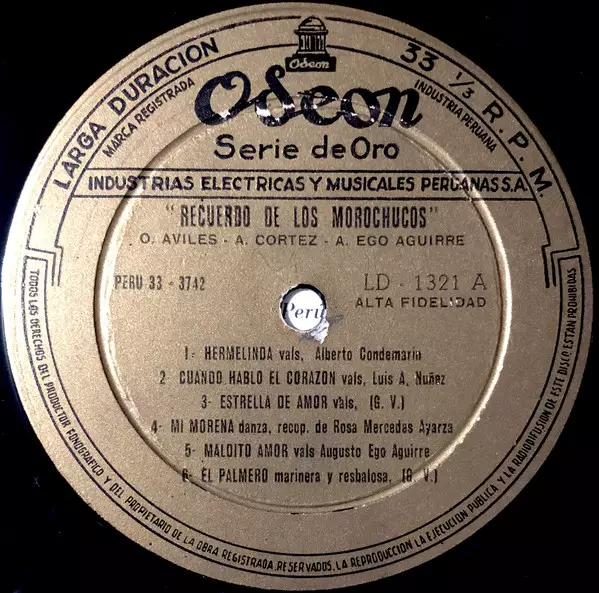 LARGA DURACION
MARCA REGISTRADA
Odeon
33 1/3 R. P. M.
INDUSTRIA PERUANA
Odeon
Serie de Oro
INDUSTRIAS ELECTRICAS Y MUSICALES PERUANAS S.A.
"RECUERDO DE LOS MOROCHUCOS"
O. AVILES - A. CORTEZ - A. EGO AGUIRRE
PERU 33 - 3742
LD - 1321 A
ALTA FIDELIDAD
Peru
1- HERMELINDA vals, Alberto Condemarin
2 CUANDO HABLO EL CORAZON vals, Luis A. Nuñez
3- ESTRELLA DE AMOR vals, (G. V.)
4- MI MORENA danza, recop. de Rosa Mercedes Ayarza
5- MALDITO AMOR vals Augusto Ego Aguirre
6- EL PALMERO marinera y resbalosa. (G. V.)
TODOS LOS DERECHOS DEL PRODUCTOR FONOGRAFICO Y DEL PROPIETARIO DE LA OBRA REGISTRADA, RESERVADOS. LA REPRODUCCION LA EJECUCION PUBLICA Y LA RADIODIFUSION DE ESTE DISCO ESTAN PROHIBIDAS